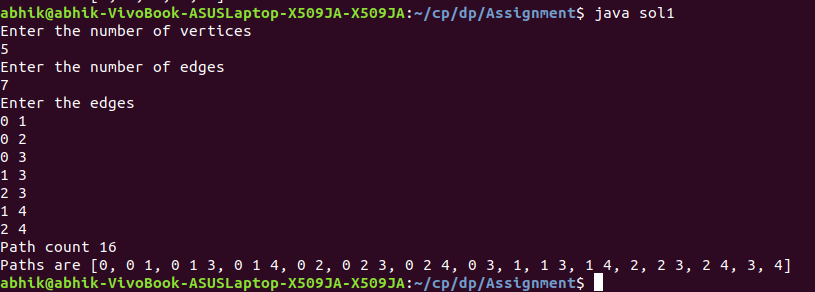 abhik@abhik-VivoBook-ASUSLaptop-X509JA-X509JA:~/cp/dp/Assignment$ java sol1
Enter the number of vertices
5
Enter the number of edges
7
Enter the edges
0 1
0 2
0 3
1 3
2 3
1 4
2 4
Path count 16
Paths are [0, 0 1, 0 1 3, 0 1 4, 0 2, 0 2 3, 0 2 4, 0 3, 1, 1 3, 1 4, 2, 2 3, 2 4, 3, 4]
abhik@abhik-VivoBook-ASUSLaptop-X509JA-X509JA:~/cp/dp/Assignment$